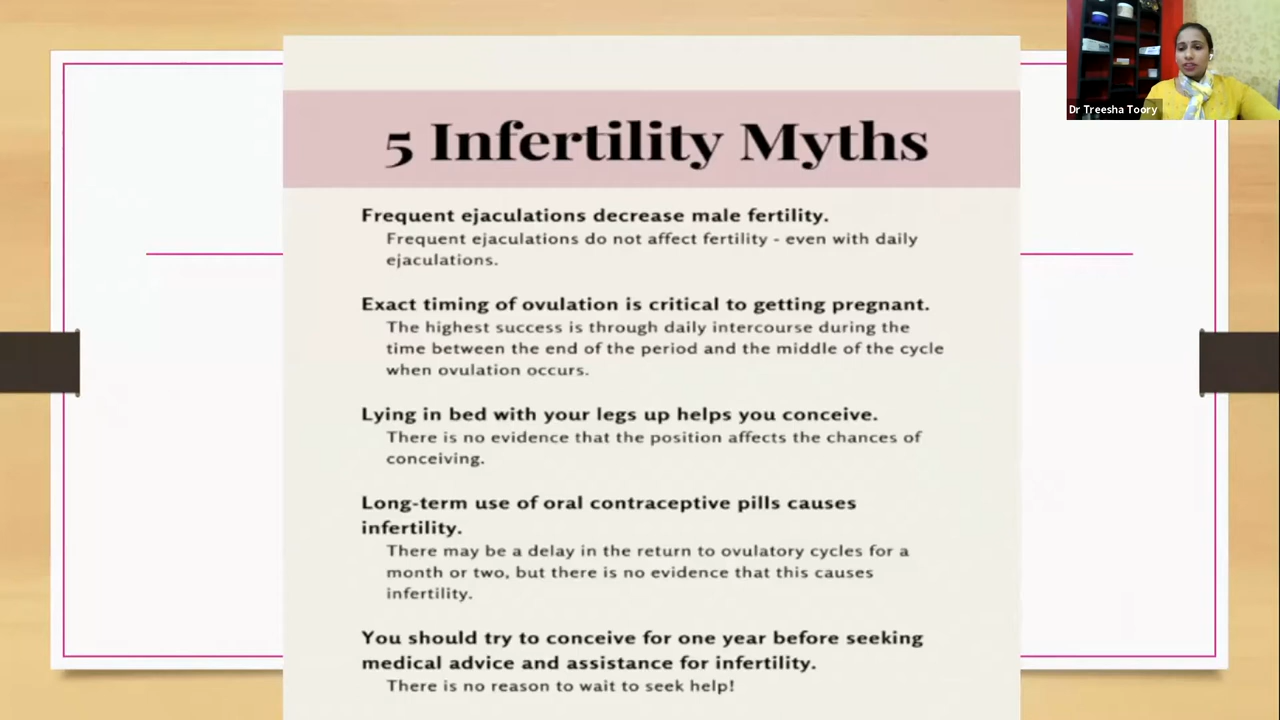 Dr Treesha Toory
5 Infertility Myths
Frequent ejaculations decrease male fertility.
Frequent ejaculations do not affect fertility - even with daily
ejaculations.
Exact timing of ovulation is critical to getting pregnant.
The highest success is through daily intercourse during the
time between the end of the period and the middle of the cycle
when ovulation occurs.
Lying in bed with your legs up helps you conceive.
There is no evidence that the position affects the chances of
conceiving.
Long-term use of oral contraceptive pills causes
infertility.
There may be a delay in the return to ovulatory cycles for a
month or two, but there is no evidence that this causes
infertility.
You should try to conceive for one year before seeking
medical advice and assistance for infertility.
There is no reason to wait to seek help!